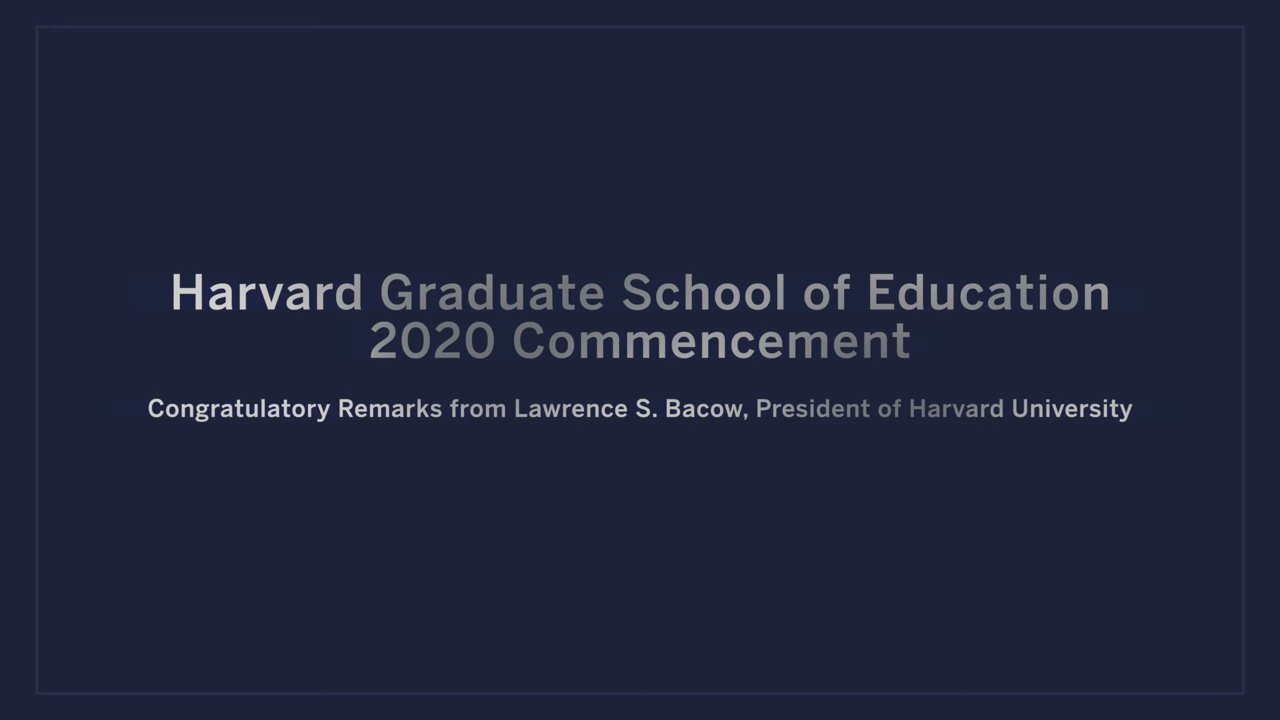 Harvard Graduate School of Education
2020 Commencement
Congratulatory Remarks from Lawrence S. Bacow, President of Harvard University